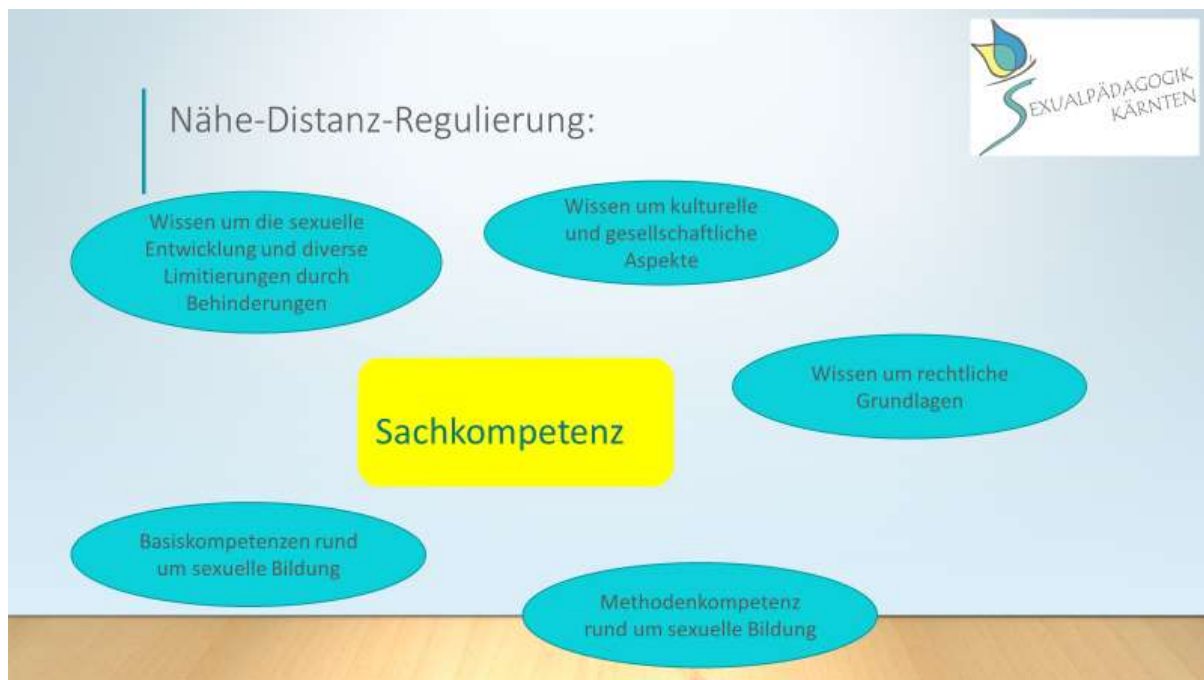 SEXUALPÄDAGOGIK
KÄRNTEN
Nähe-Distanz-Regulierung:
Wissen um die sexuelle
Entwicklung und diverse
Limitierungen durch
Behinderungen
Wissen um kulturelle
und gesellschaftliche
Aspekte
Wissen um rechtliche
Grundlagen
Sachkompetenz
Basiskompetenzen rund
um sexuelle Bildung
Methodenkompetenz
rund um sexuelle Bildung